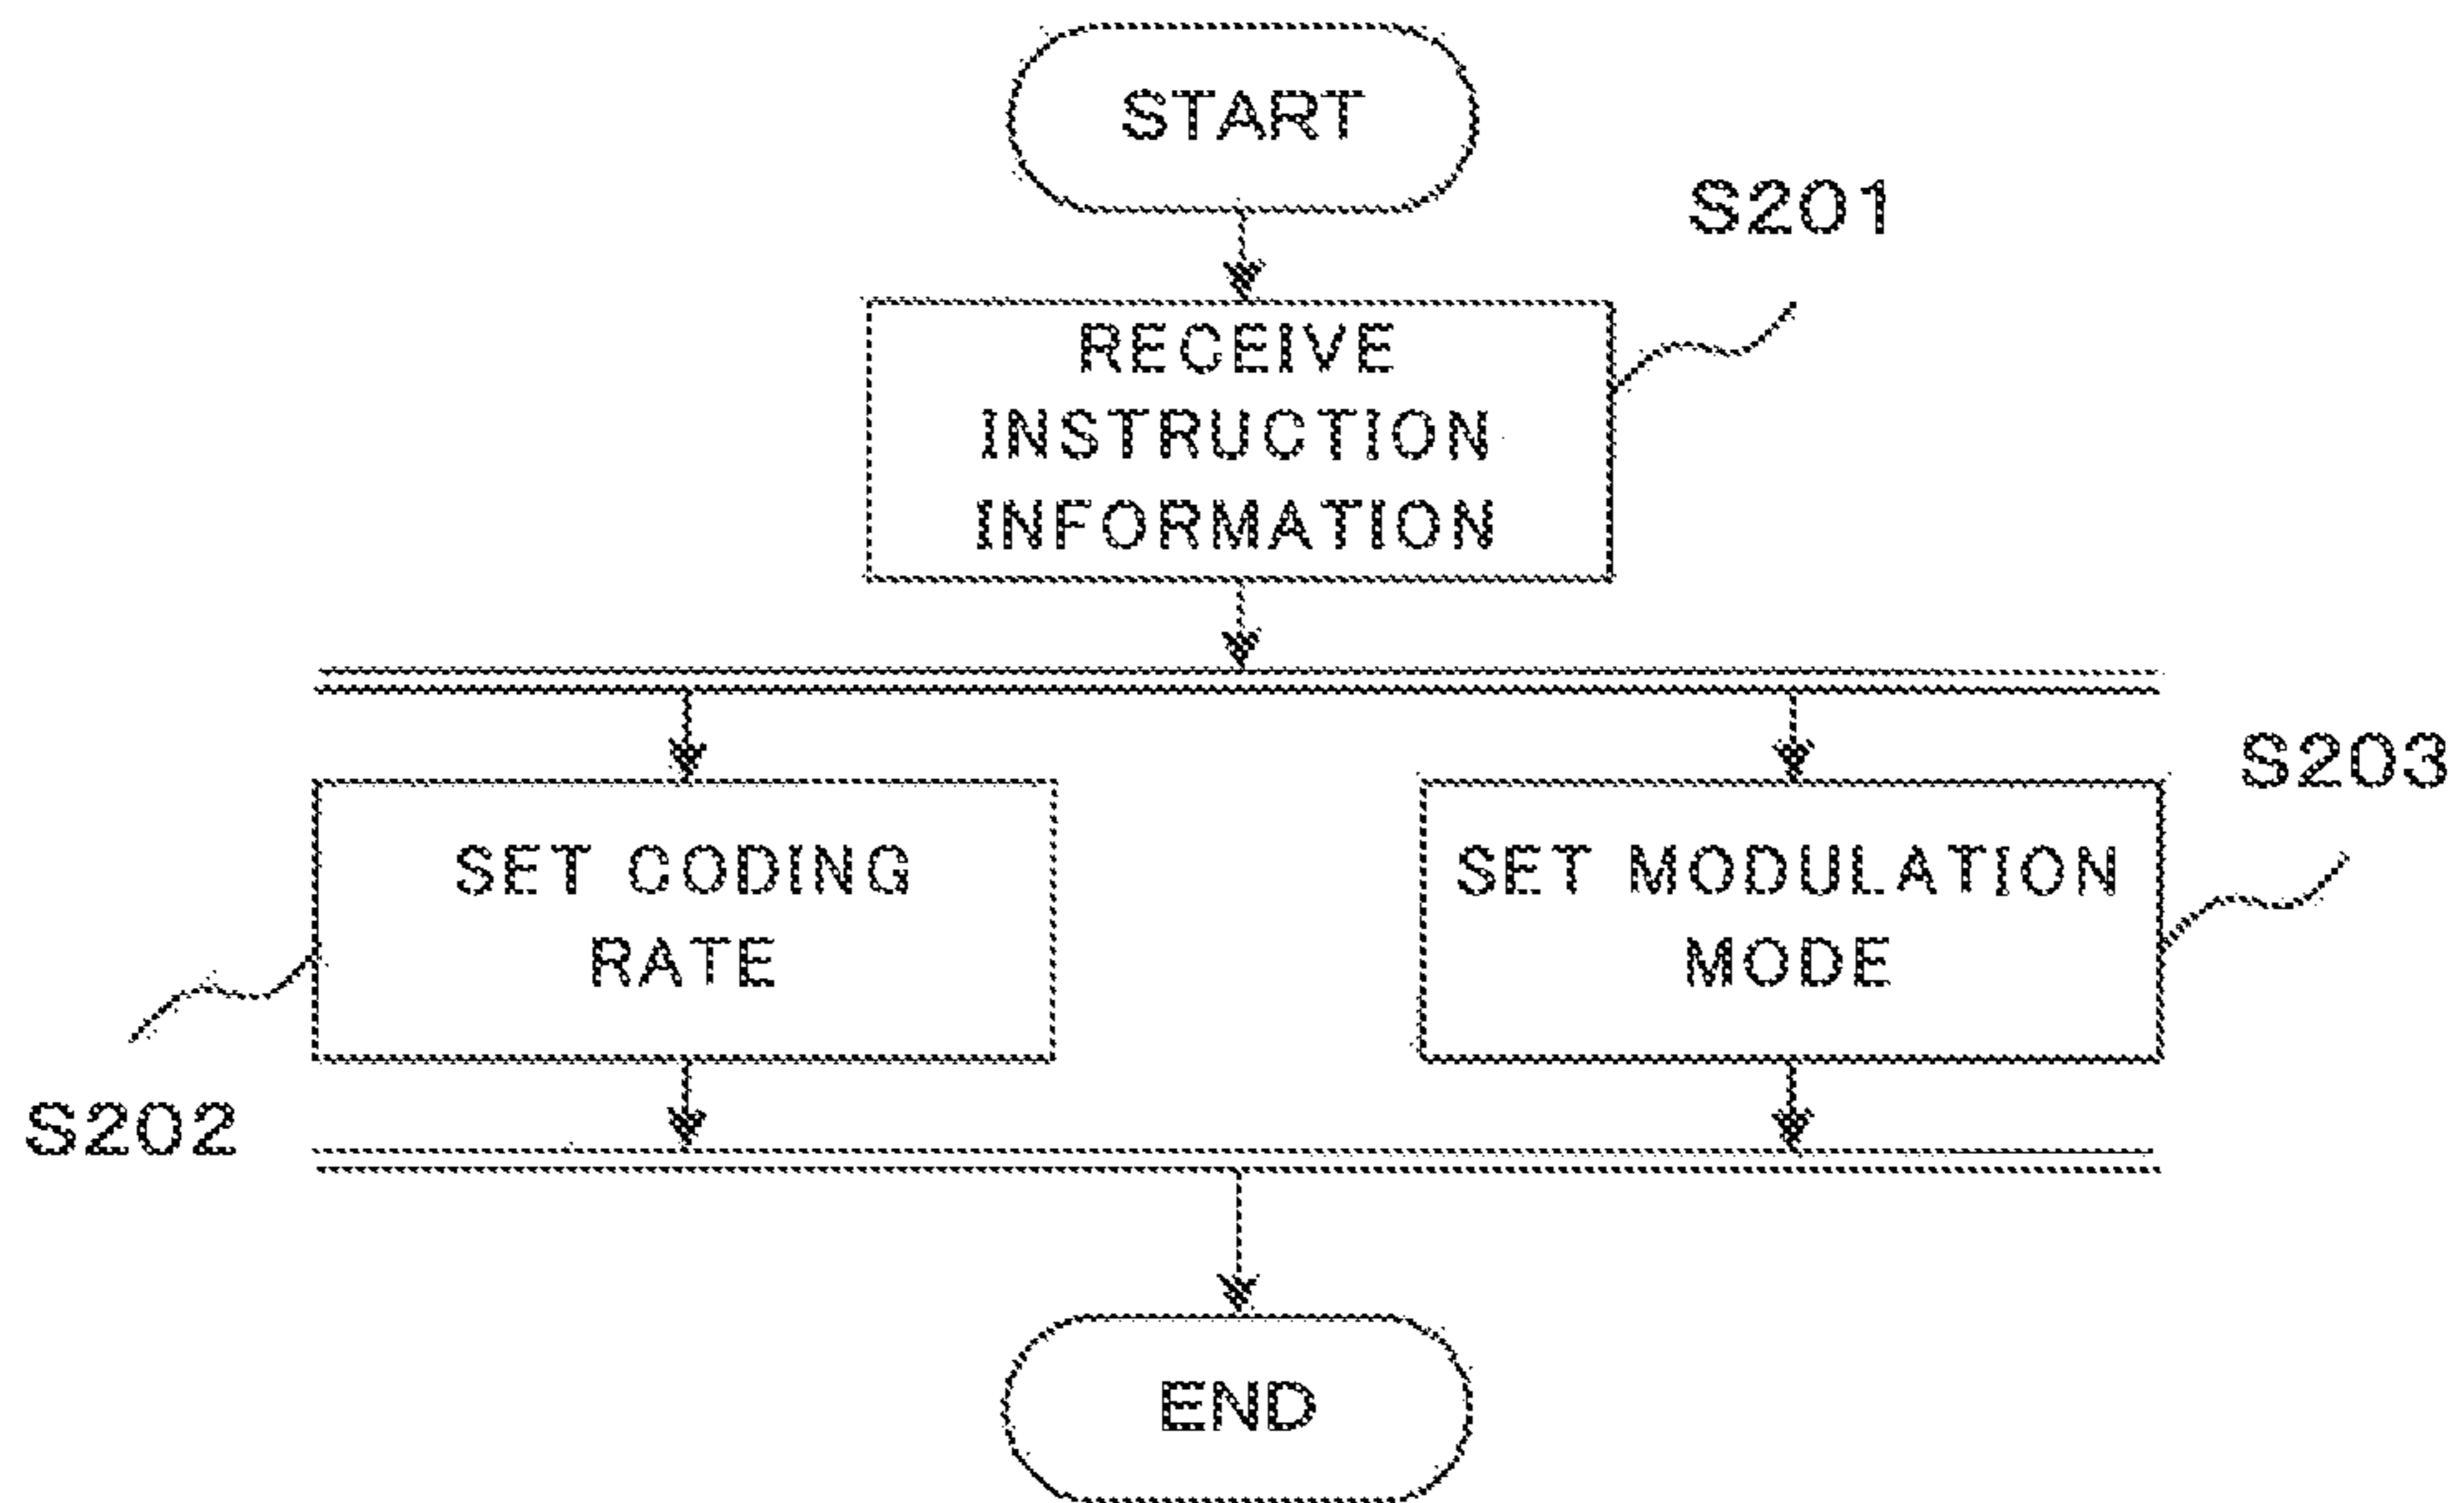 START
S201
RECEIVE
INSTRUCTION
INFORMATION
S203
SET CODING
RATE
SET MODULATION
MODE
S202
END